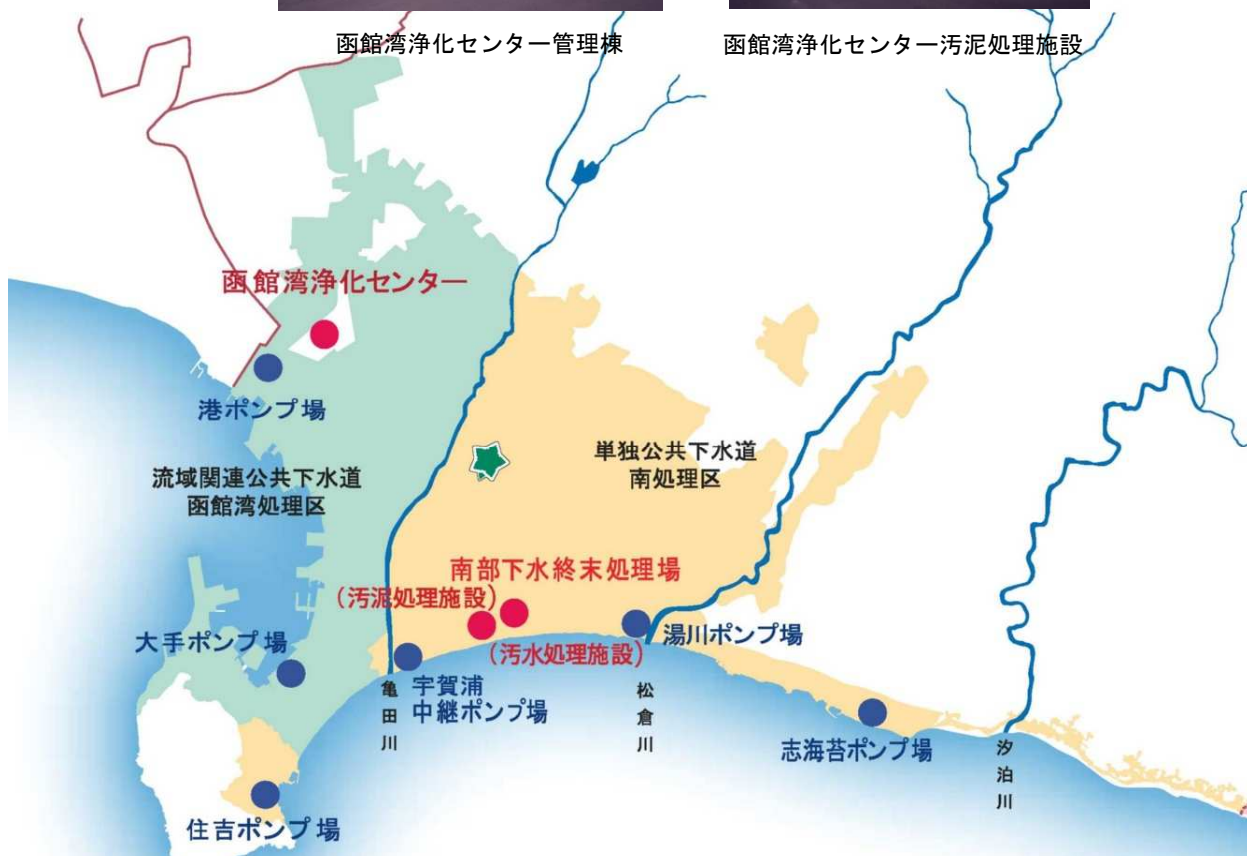 函館湾浄化センター管理棟
函館湾浄化センター汚泥処理施設
函館湾浄化センター
港ポンプ場
流域関連公共下水道
函館湾処理区
単独公共下水道
南処理区
南部下水終末処理場
(汚泥処理施設)
(汚水処理施設)
大手ポンプ場
湯川ポンプ場
宇賀浦
中継ポンプ場
亀田川
松倉川
志海苔ポンプ場
汐泊川
住吉ポンプ場